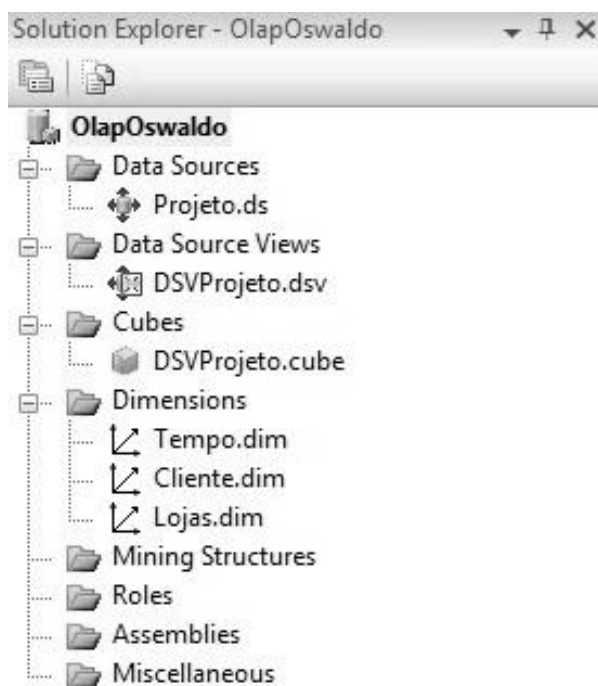 Solution Explorer - OlapOswaldo
OlapOswaldo
Data Sources
Projeto.ds
Data Source Views
DSVProjeto.dsv
Cubes
DSVProjeto.cube
Dimensions
Tempo.dim
Cliente.dim
Lojas.dim
Mining Structures
Roles
Assemblies
Miscellaneous